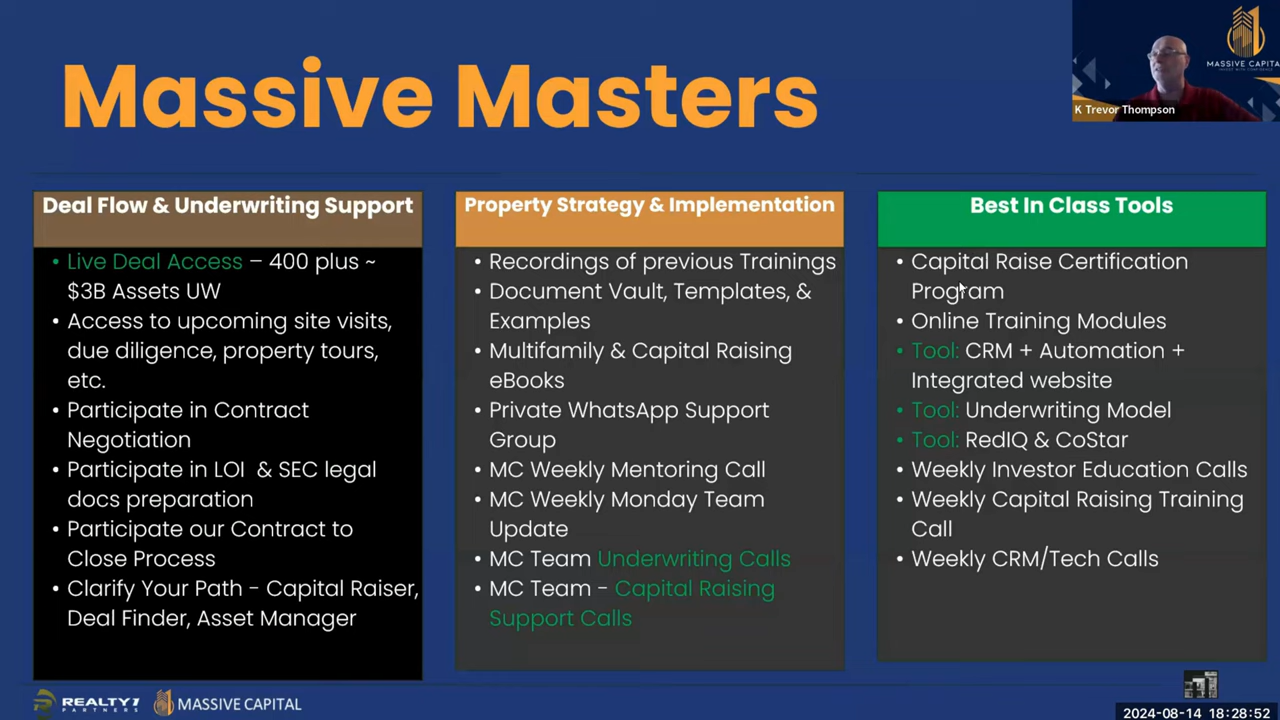 Massive Masters
MASSIVE CAPITA
K Trevor Thompson
Deal Flow & Underwriting Support
• Live Deal Access – 400 plus ~
$3B Assets UW
• Access to upcoming site visits,
due diligence, property tours,
etc.
• Participate in Contract
Negotiation
• Participate in LOI & SEC legal
docs preparation
• Participate our Contract to
Close Process
• Clarify Your Path - Capital Raiser,
Deal Finder, Asset Manager
Property Strategy & Implementation
• Recordings of previous Trainings
• Document Vault, Templates, &
Examples
• Multifamily & Capital Raising
eBooks
• Private WhatsApp Support
Group
• MC Weekly Mentoring Call
• MC Weekly Monday Team
Update
• MC Team Underwriting Calls
• MC Team - Capital Raising
Support Calls
Best In Class Tools
• Capital Raise Certification
Program
• Online Training Modules
• Tool: CRM + Automation +
Integrated website
• Tool: Underwriting Model
• Tool: RedIQ & CoStar
• Weekly Investor Education Calls
• Weekly Capital Raising Training
Call
• Weekly CRM/Tech Calls
REALTY1
PARTNERS
MASSIVE CAPITAL
2024-08-14 18:28:52